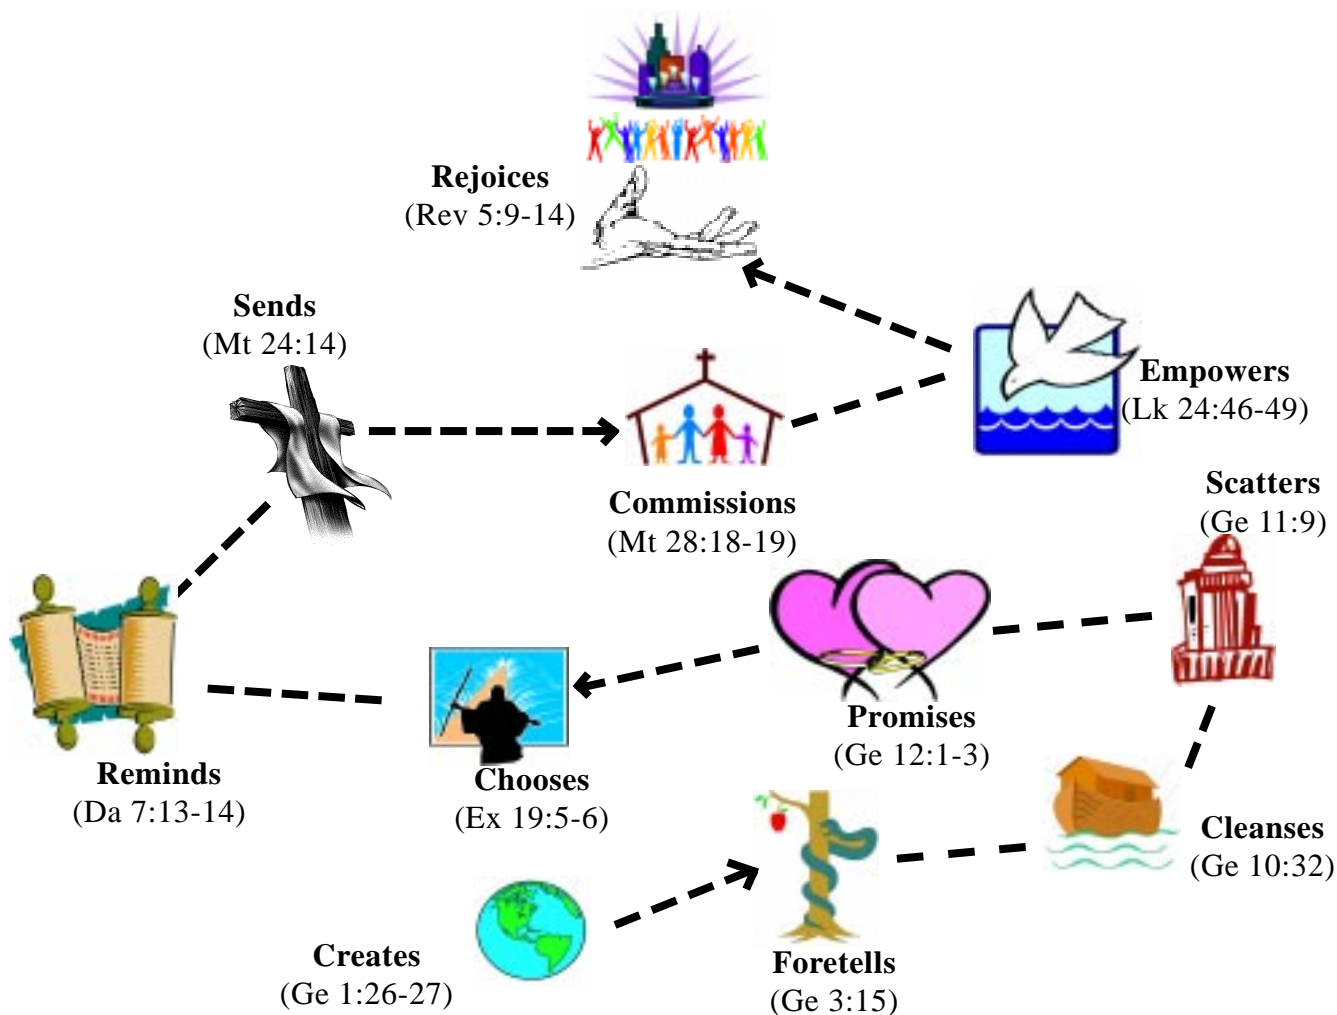 Rejoices
(Rev 5:9-14)
Sends
(Mt 24:14)
Empowers
(Lk 24:46-49)
Commissions
(Mt 28:18-19)
Scatters
(Ge 11:9)
Promises
(Ge 12:1-3)
Reminds
(Da 7:13-14)
Chooses
(Ex 19:5-6)
Cleanses
(Ge 10:32)
Creates
(Ge 1:26-27)
Foretells
(Ge 3:15)